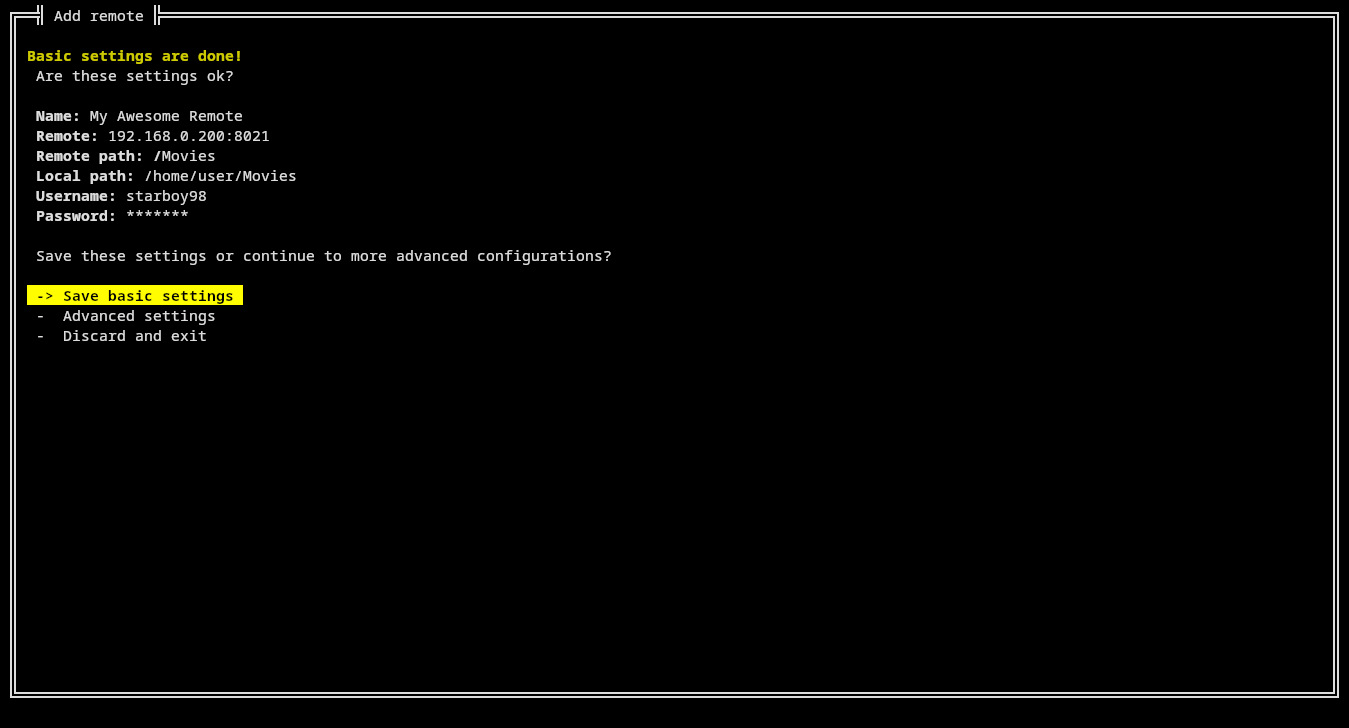 Add remote
Basic settings are done!
Are these settings ok?
Name: My Awesome Remote
Remote: 192.168.0.200:8021
Remote path: /Movies
Local path: /home/user/Movies
Username: starboy98
Password: *******
Save these settings or continue to more advanced configurations?
-> Save basic settings
-  Advanced settings
-  Discard and exit